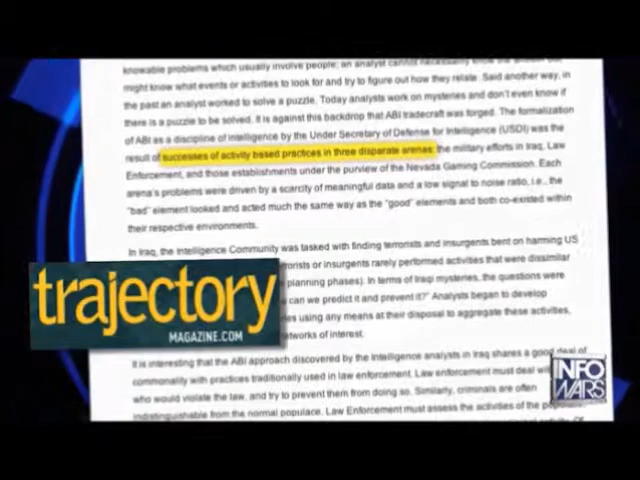 knowable problems which usually involve people; an analyst cannot necessarily know the
might know what events or activities to look for and try to figure out how they relate. Said another way, in
the past an analyst worked to solve a puzzle. Today analysts work on mysteries and don't even know if
there is a puzzle to be solved. It is against this backdrop that ABI tradecraft was forged. The formalization
of ABI as a discipline of intelligence by the Under Secretary of Defense for Intelligence (USDI) was the
result of successes of activity based practices in three disparate arenas: the military efforts in Iraq, Law
Enforcement, and those establishments under the purview of the Nevada Gaming Commission. Each
arena's problems were driven by a scarcity of meaningful data and a low signal to noise ratio, i.e., the
"bad" element looked and acted much the same way as the "good" elements and both co-existed within
their respective environments.
In Iraq, the Intelligence Community was tasked with finding terrorists and insurgents bent on harming US
rorists or insurgents rarely performed activities that were dissimilar
planning phases). In terms of Iraqi mysteries, the questions were
can we predict it and prevent it?" Analysts began to develop
es using any means at their disposal to aggregate these activities,
etworks of interest.
trajectory
MAGAZINE.COM
It is interesting that the ABI approach discovered by the Intelligence analysts in Iraq shares a good deal of
commonality with practices traditionally used in law enforcement. Law enforcement must deal wi
who would violate the law, and try to prevent them from doing so. Similarly, criminals are often
indistinguishable from the normal populace. Law Enforcement must assess the activities of the
INFO
WARS